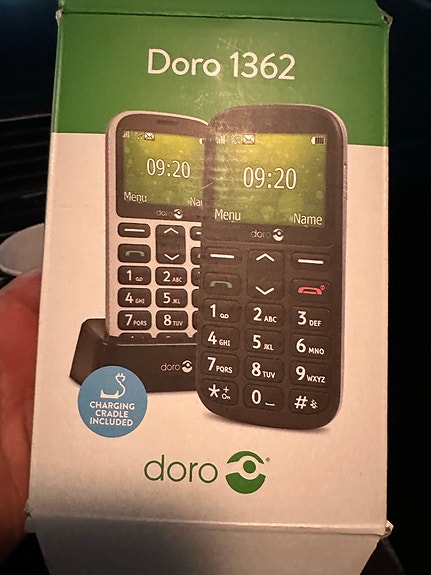 Doro 1362
09:20
Menu
doro
1
2 ABC
4 GHI
5 JKL
7 PQRS
8 TUV
doro
09:20
Menu Name
doro
1
2 ABC
3 DEF
4 GHI
5 JKL
6 MNO
7 PQRS
8 TUV
9 WXYZ
*
0
#
CHARGING
CRADLE
INCLUDED
doro